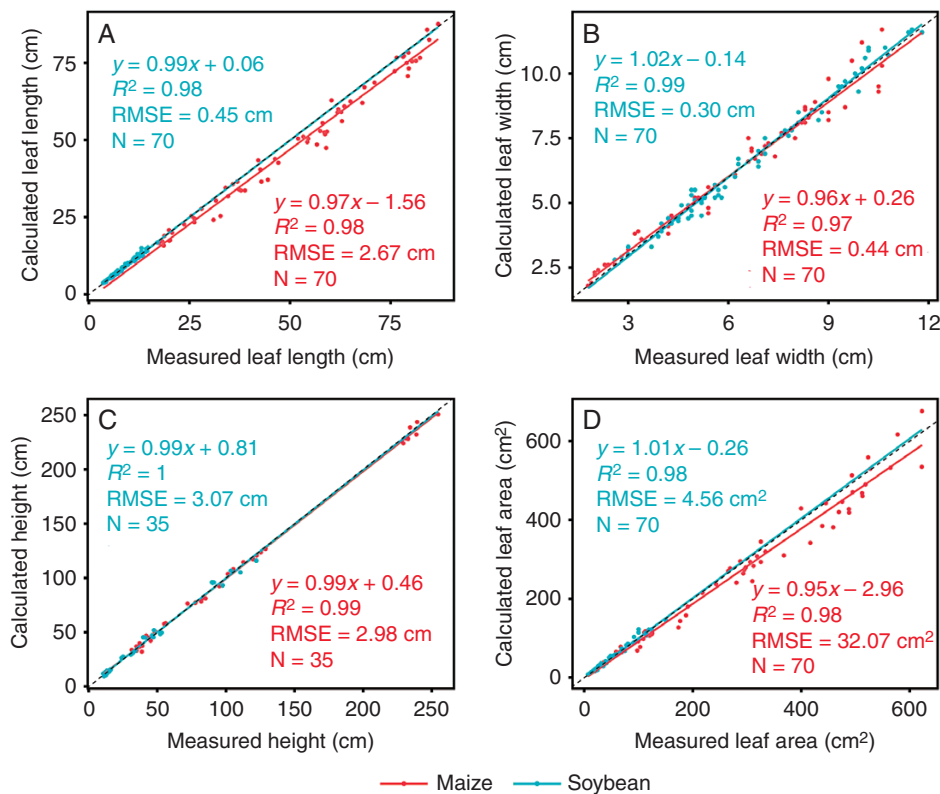 A
y = 0.99x + 0.06
R² = 0.98
RMSE = 0.45 cm
N = 70
y = 0.97x – 1.56
R² = 0.98
RMSE = 2.67 cm
N = 70
Calculated leaf length (cm)
75
50
25
0
0 25 50 75
Measured leaf length (cm)
B
y = 1.02x – 0.14
R² = 0.99
RMSE = 0.30 cm
N = 70
y = 0.96x + 0.26
R² = 0.97
RMSE = 0.44 cm
N = 70
Calculated leaf width (cm)
10.0
7.5
5.0
2.5
3 6 9 12
Measured leaf width (cm)
C
y = 0.99x + 0.81
R² = 1
RMSE = 3.07 cm
N = 35
y = 0.99x + 0.46
R² = 0.99
RMSE = 2.98 cm
N = 35
Calculated height (cm)
250
200
150
100
50
0
0 50 100 150 200 250
Measured height (cm)
D
y = 1.01x – 0.26
R² = 0.98
RMSE = 4.56 cm²
N = 70
y = 0.95x – 2.96
R² = 0.98
RMSE = 32.07 cm²
N = 70
Calculated leaf area (cm²)
600
400
200
0
0 200 400 600
Measured leaf area (cm²)
Maize Soybean